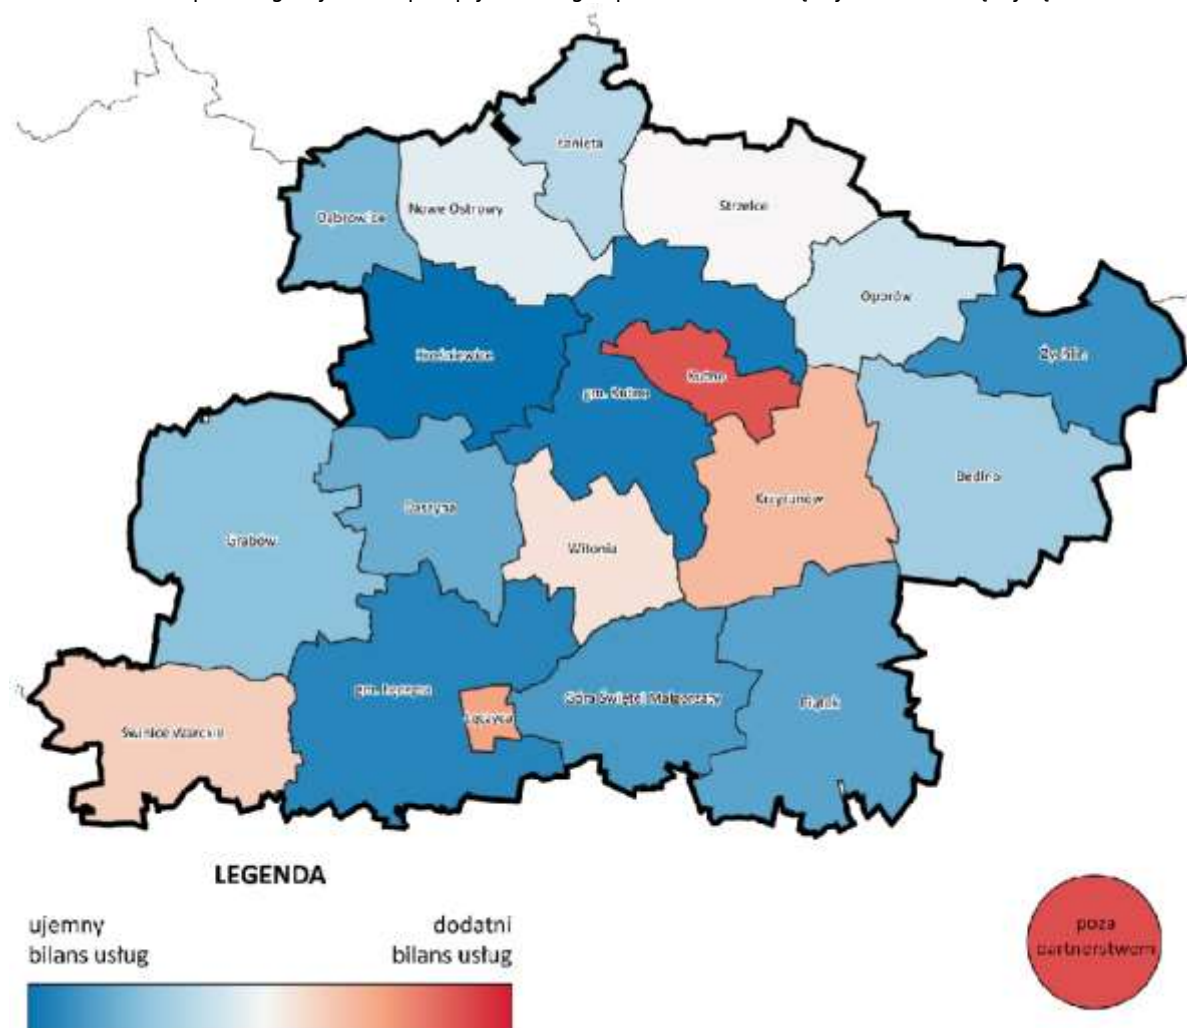 Łanięta
Dąbrowice
Nowe Ostrowy
Strzelce
Oporów
Żychlin
Krośniewice
gm. Kutno
Kutno
Bedlno
Krzyżanów
Daszyna
Grabów
Witonia
gm. Łęczyca
Łęczyca
Góra Świętej Małgorzaty
Piątek
Świnice Warckie
LEGENDA
ujemny
bilans usług
dodatni
bilans usług
poza
partnerstwem